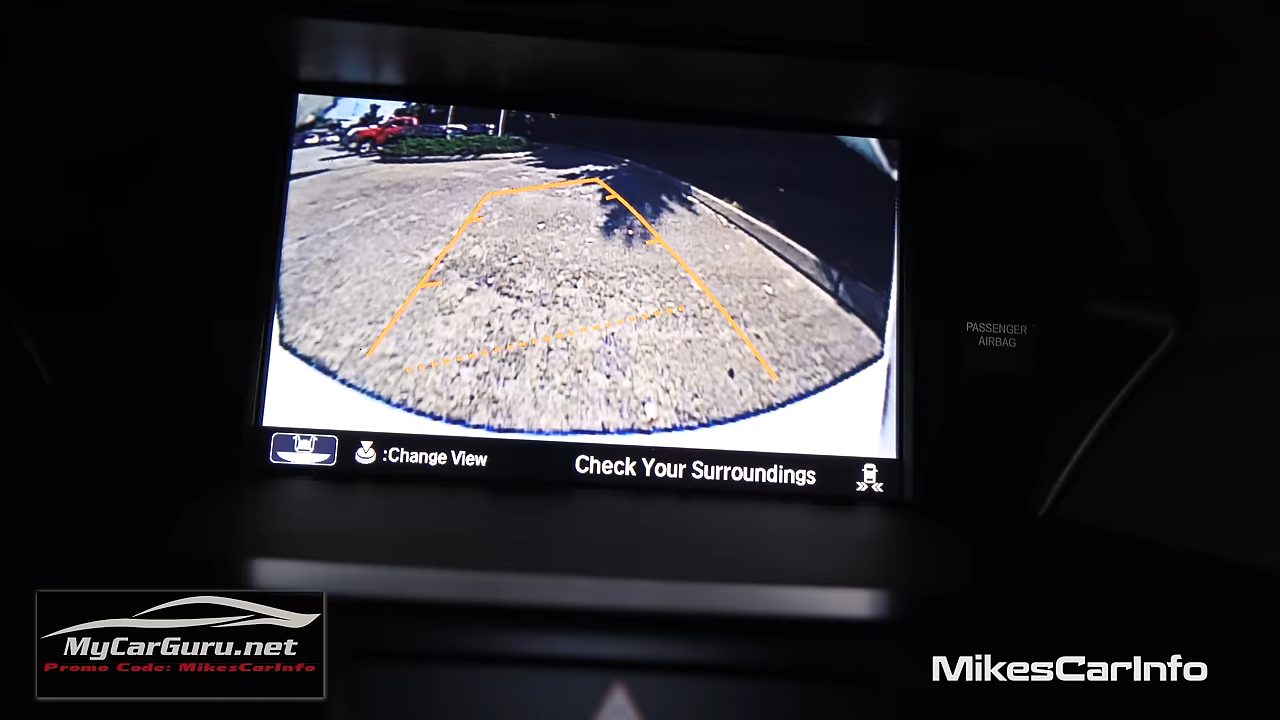 PASSENGER
AIRBAG
:Change View
Check Your Surroundings
MyCarGuru.net
Promo Code: MikesCarInfo
MikesCarInfo